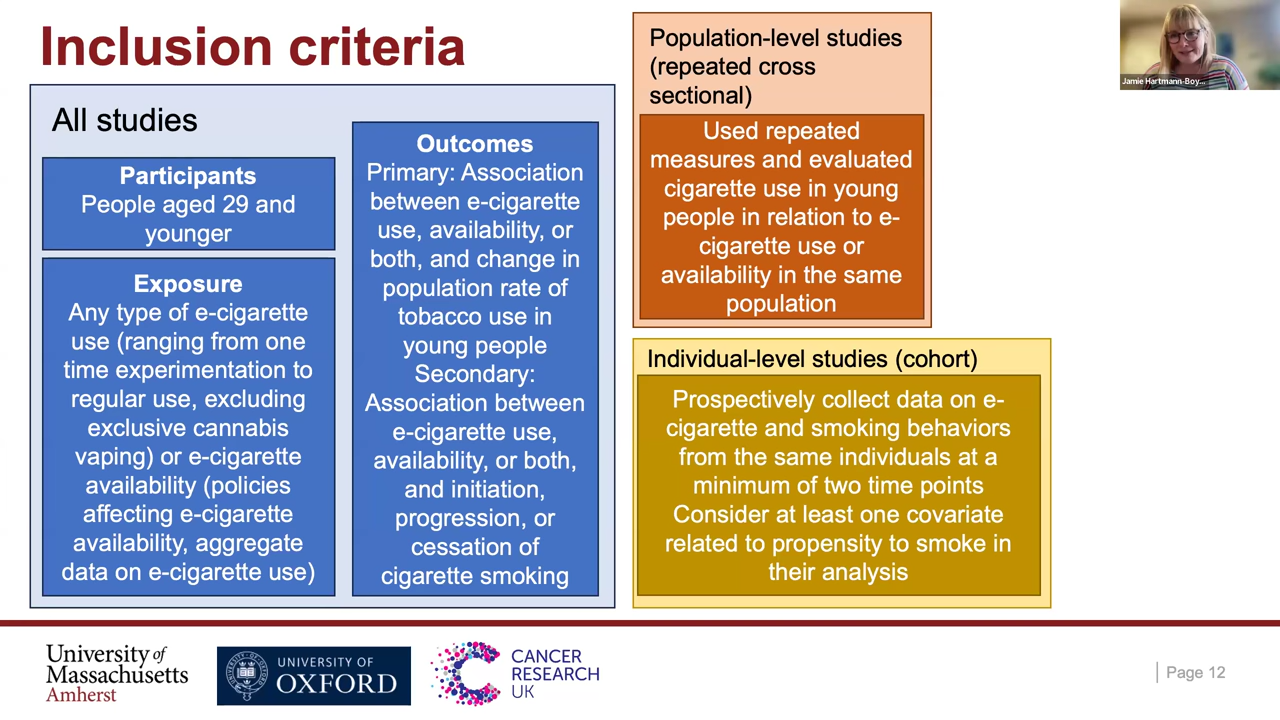 Inclusion criteria
All studies
Participants
People aged 29 and
younger
Exposure
Any type of e-cigarette
use (ranging from one
time experimentation to
regular use, excluding
exclusive cannabis
vaping) or e-cigarette
availability (policies
affecting e-cigarette
availability, aggregate
data on e-cigarette use)
Outcomes
Primary: Association
between e-cigarette
use, availability, or
both, and change in
population rate of
tobacco use in
young people
Secondary:
Association between
e-cigarette use,
availability, or both,
and initiation,
progression, or
cessation of
cigarette smoking
Population-level studies
(repeated cross
sectional)
Used repeated
measures and evaluated
cigarette use in young
people in relation to e-
cigarette use or
availability in the same
population
Individual-level studies (cohort)
Prospectively collect data on e-
cigarette and smoking behaviors
from the same individuals at a
minimum of two time points
Consider at least one covariate
related to propensity to smoke in
their analysis
Jamie Hartmann-Boy...
University of
Massachusetts
Amherst
UNIVERSITY OF
OXFORD
CANCER
RESEARCH
UK
Page 12